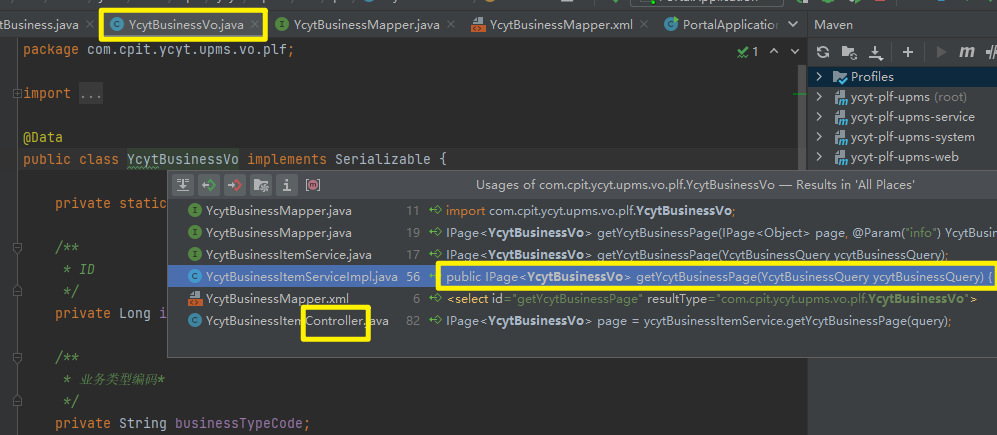 Business.java YcytBusinessVo.java YcytBusinessMapper.java YcytBusinessMapper.xml PortalApplication
Maven
package com.cpit.ycyt.upms.vo.plf;
1
import ...
@Data
public class YcytBusinessVo implements Serializable {
private static
/**
* ID
*/
private Long i
/**
* 业务类型编码*
*/
private String businessTypeCode;
Usages of com.cpit.ycyt.upms.vo.plf.YcytBusinessVo — Results in 'All Places'
YcytBusinessMapper.java 11 import com.cpit.ycyt.upms.vo.plf.YcytBusinessVo;
YcytBusinessMapper.java 19 IPage<YcytBusinessVo> getYcytBusinessPage(IPage<Object> page, @Param("info") YcytBusin
YcytBusinessItemService.java 17 IPage<YcytBusinessVo> getYcytBusinessPage(YcytBusinessQuery ycytBusinessQuery);
YcytBusinessItemServiceImpl.java 56 public IPage<YcytBusinessVo> getYcytBusinessPage(YcytBusinessQuery ycytBusinessQuery) {
YcytBusinessMapper.xml 6 <select id="getYcytBusinessPage" resultType="com.cpit.ycyt.upms.vo.plf.YcytBusinessVo">
YcytBusinessItemController.java 82 IPage<YcytBusinessVo> page = ycytBusinessItemService.getYcytBusinessPage(query);
Profiles
ycyt-plf-upms (root)
ycyt-plf-upms-service
ycyt-plf-upms-system
ycyt-plf-upms-web